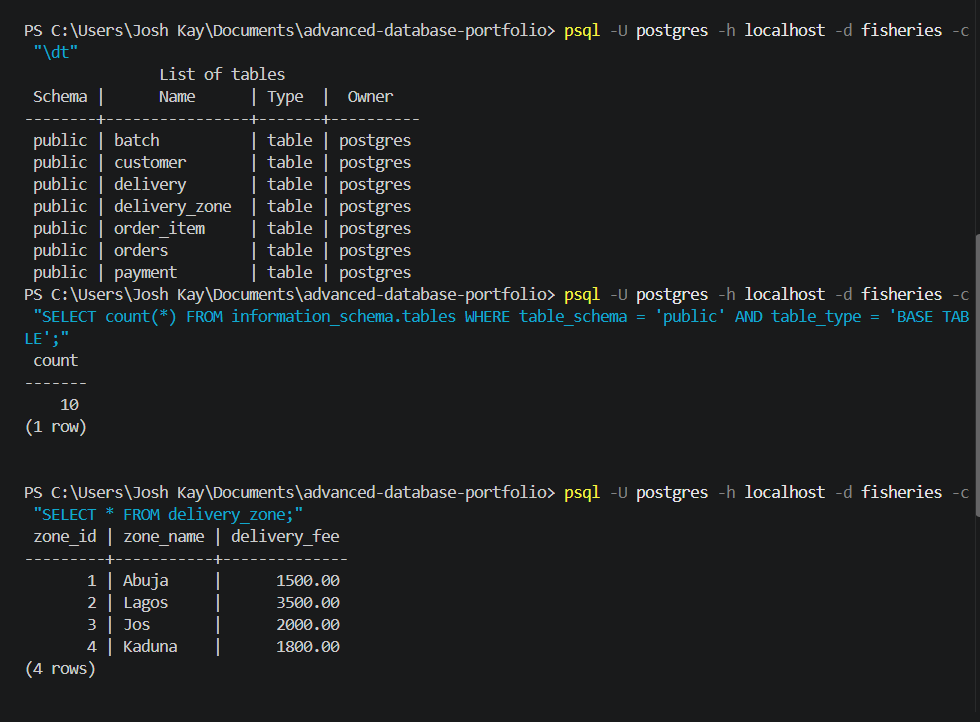 PS C:\Users\Josh Kay\Documents\advanced-database-portfolio> psql -U postgres -h localhost -d fisheries -c
 "\dt"
               List of tables
 Schema |      Name      | Type  |  Owner
--------+----------------+-------+----------
 public | batch          | table | postgres
 public | customer       | table | postgres
 public | delivery       | table | postgres
 public | delivery_zone  | table | postgres
 public | order_item     | table | postgres
 public | orders         | table | postgres
 public | payment        | table | postgres
PS C:\Users\Josh Kay\Documents\advanced-database-portfolio> psql -U postgres -h localhost -d fisheries -c
 "SELECT count(*) FROM information_schema.tables WHERE table_schema = 'public' AND table_type = 'BASE TAB
LE';"
 count
-------
    10
(1 row)
PS C:\Users\Josh Kay\Documents\advanced-database-portfolio> psql -U postgres -h localhost -d fisheries -c
 "SELECT * FROM delivery_zone;"
 zone_id | zone_name | delivery_fee
---------+-----------+--------------
       1 | Abuja     |      1500.00
       2 | Lagos     |      3500.00
       3 | Jos       |      2000.00
       4 | Kaduna    |      1800.00
(4 rows)